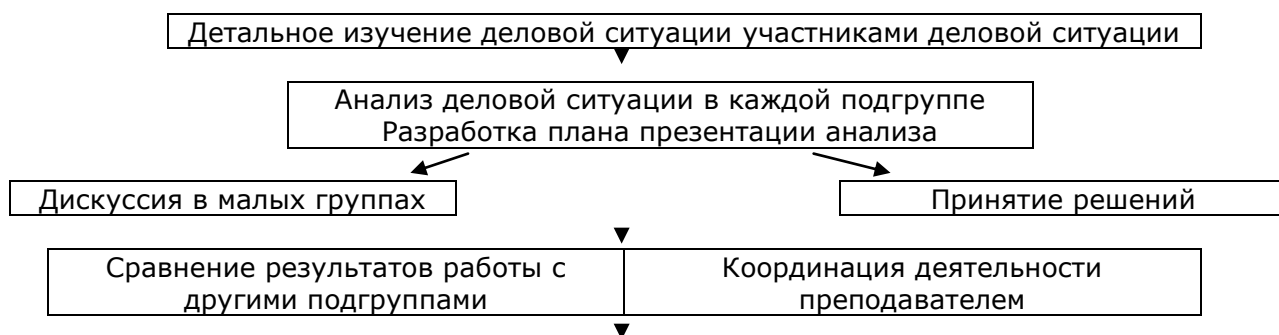 Детальное изучение деловой ситуации участниками деловой ситуации
Анализ деловой ситуации в каждой подгруппе
Разработка плана презентации анализа
Дискуссия в малых группах
Принятие решений
Сравнение результатов работы с
другими подгруппами
Координация деятельности
преподавателем